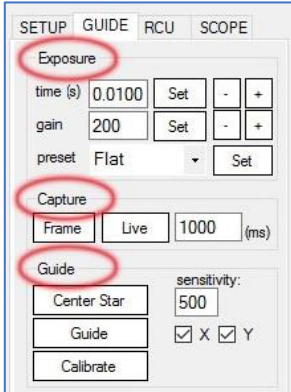 SETUP GUIDE RCU SCOPE
Exposure
time (s) 0.0100 Set - +
gain 200 Set - +
preset Flat Set
Capture
Frame Live 1000 (ms)
Guide
sensitivity:
Center Star 500
Guide X Y
Calibrate